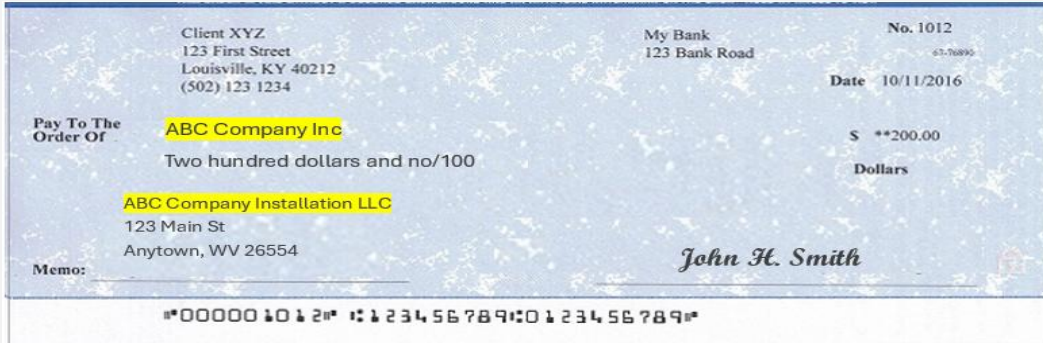 Client XYZ
123 First Street
Louisville, KY 40212
(502) 123 1234
My Bank
123 Bank Road
No. 1012
63-76890
Date 10/11/2016
Pay To The
Order Of
ABC Company Inc
$ **200.00
Two hundred dollars and no/100
Dollars
ABC Company Installation LLC
123 Main St
Anytown, WV 26554
Memo:
John H. Smith
⑈000001012⑈ ⑆123456789⑆0123456789⑈